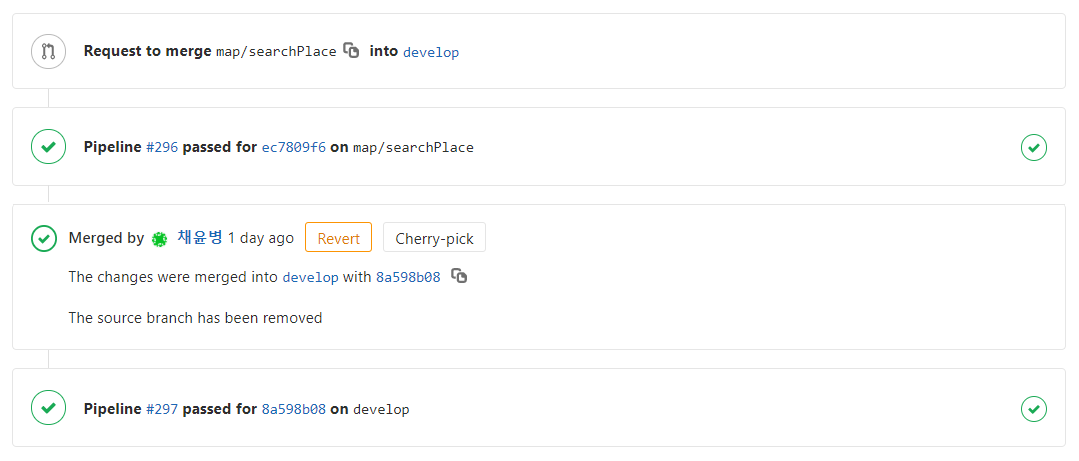 Request to merge map/searchPlace into develop
Pipeline #296 passed for ec7809f6 on map/searchPlace
Merged by 채윤병 1 day ago Revert Cherry-pick
The changes were merged into develop with 8a598b08
The source branch has been removed
Pipeline #297 passed for 8a598b08 on develop